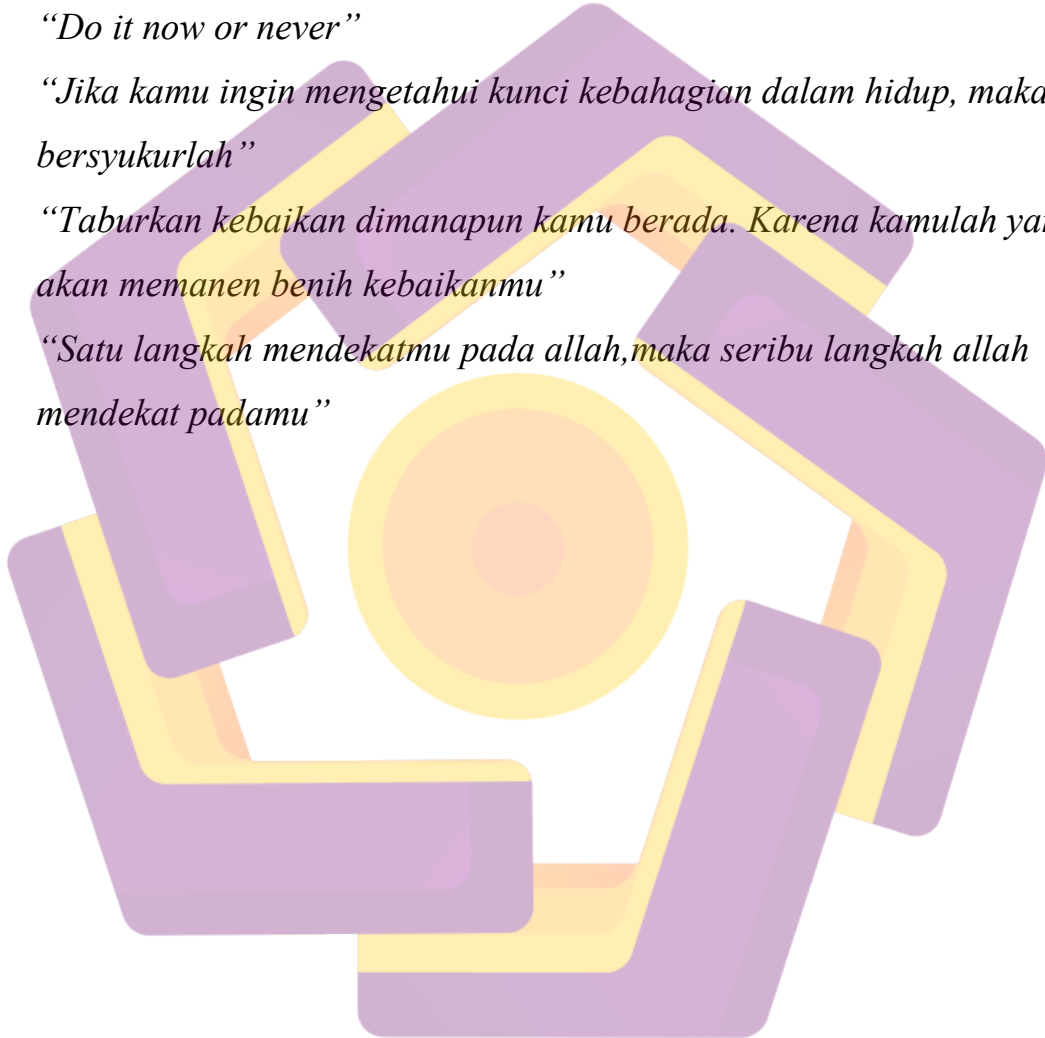 “Do it now or never”
“Jika kamu ingin mengetahui kunci kebahagian dalam hidup, maka
bersyukurlah”
“Taburkan kebaikan dimanapun kamu berada. Karena kamulah
akan memanen benih kebaikanmu”
“Satu langkah mendekatmu pada allah,maka seribu langkah allah
mendekat padamu”